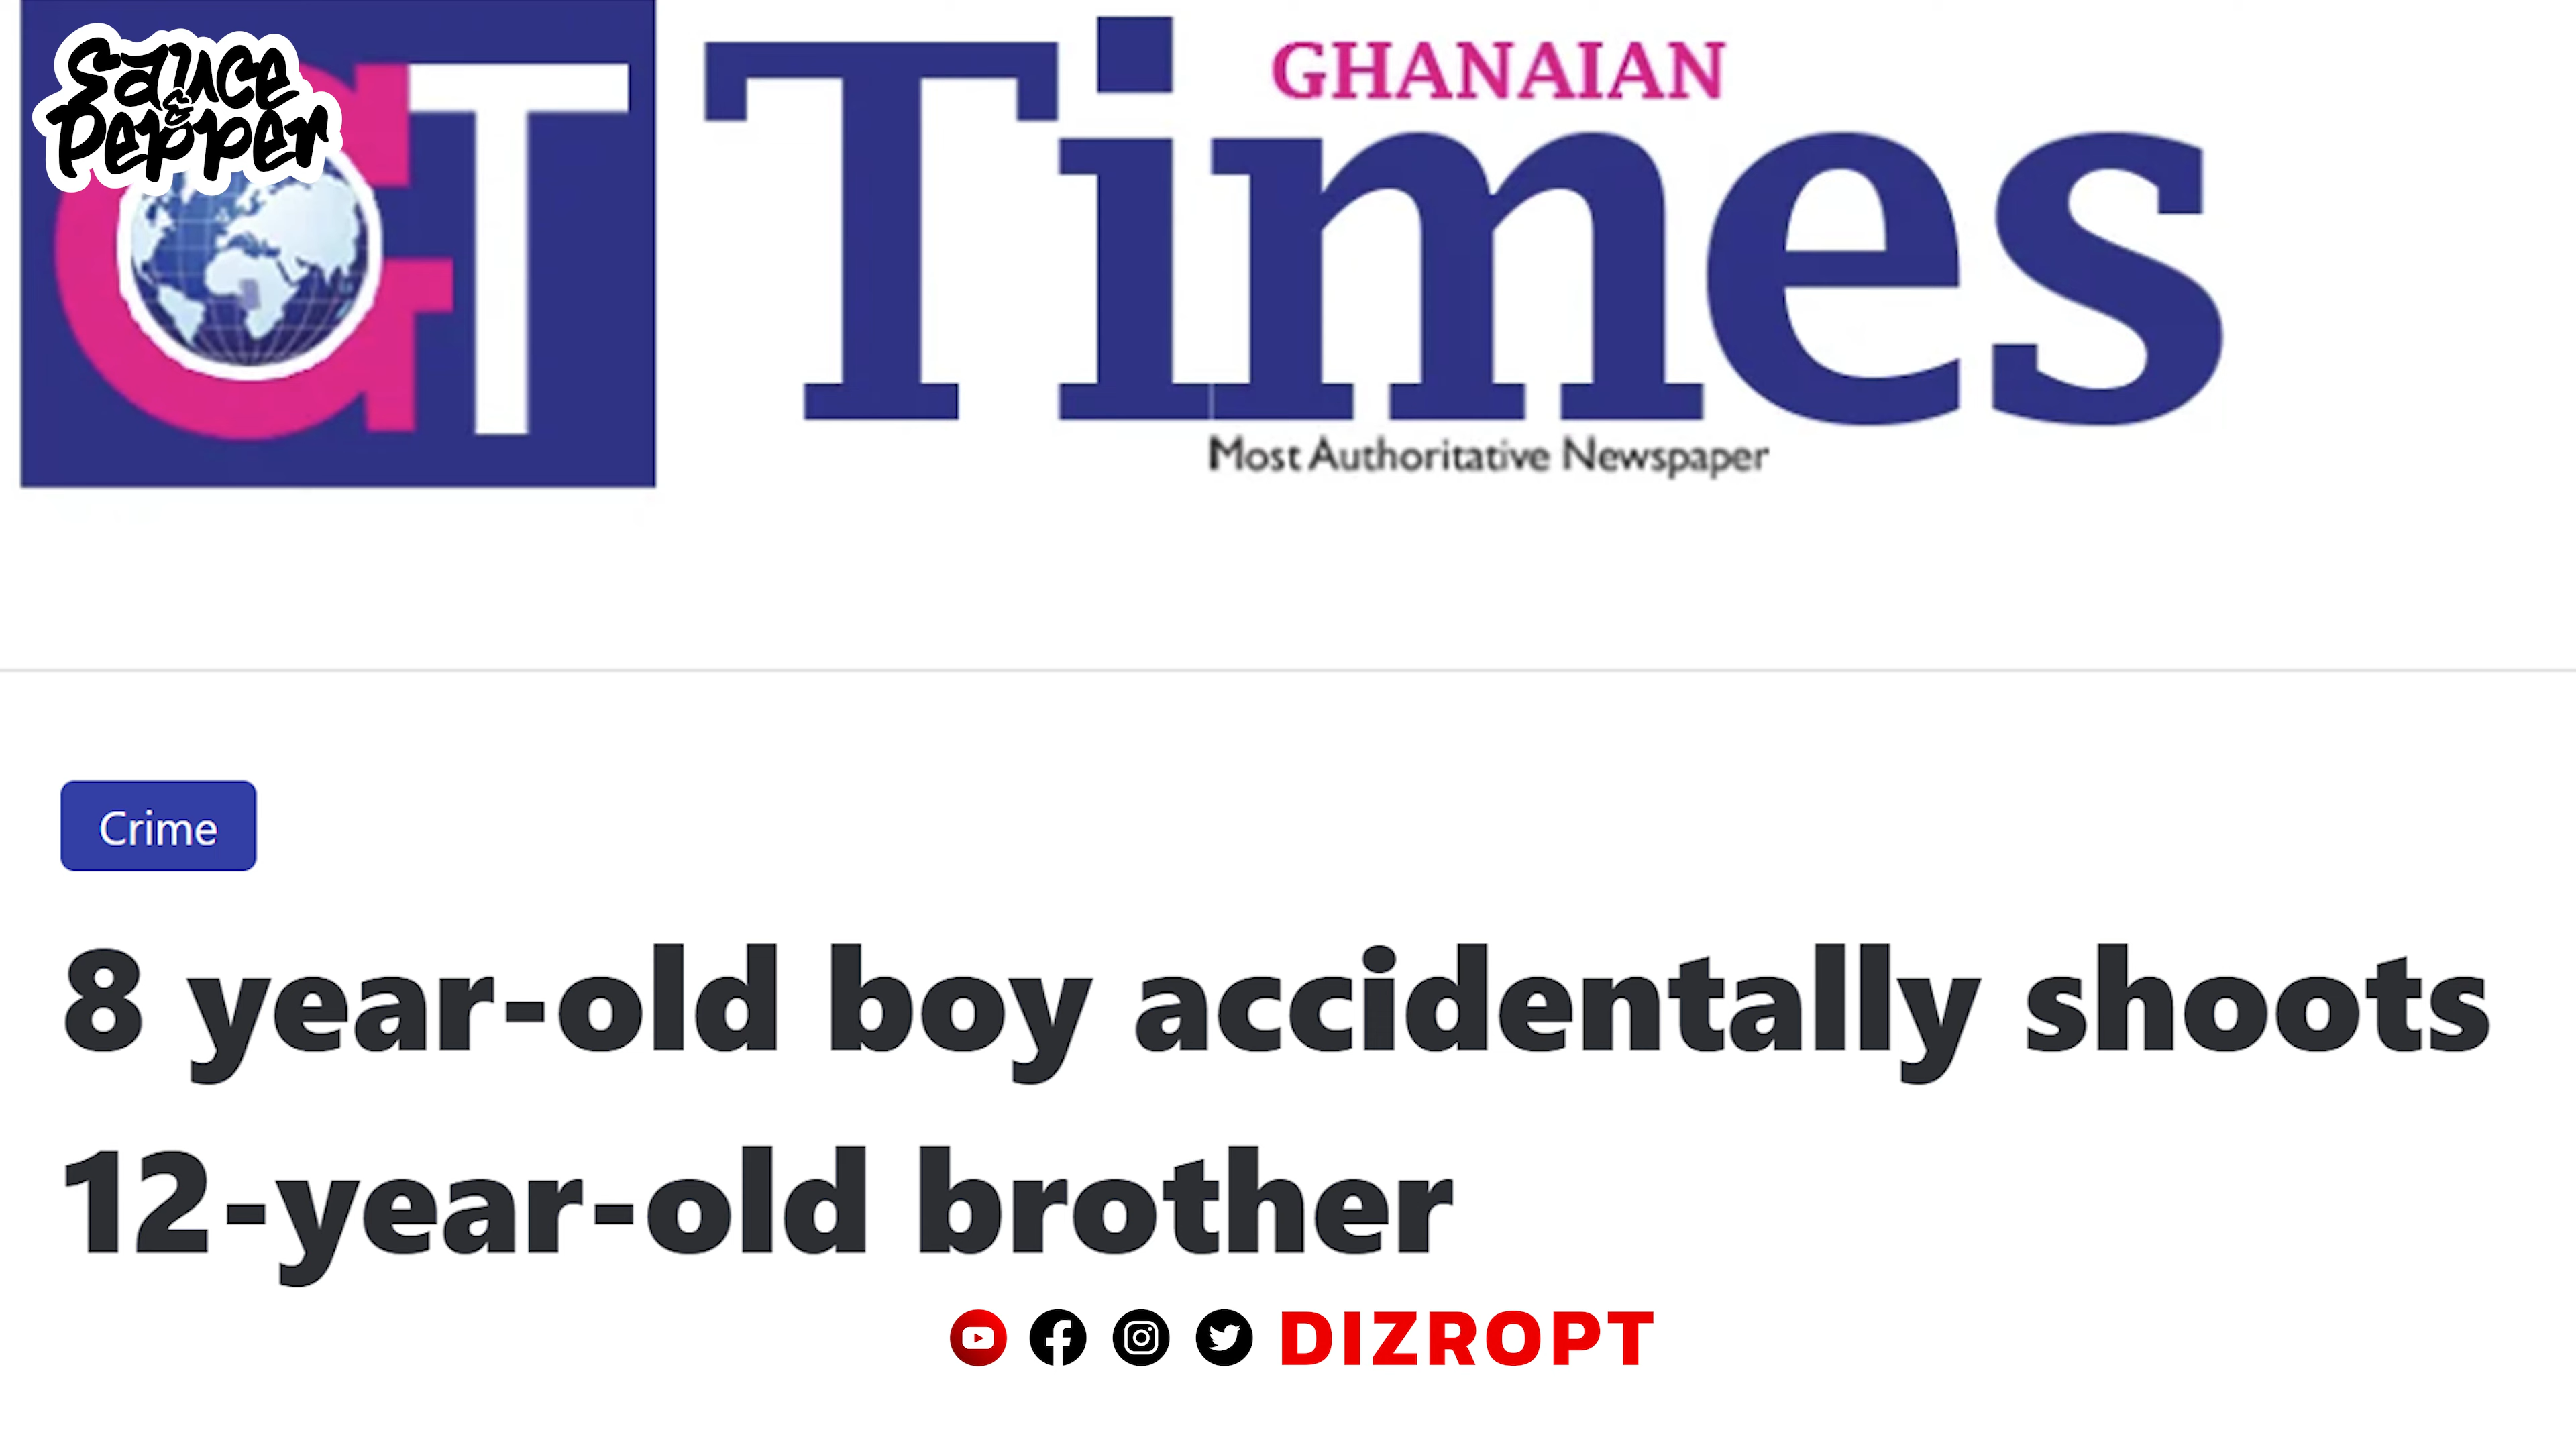 Sauce
&
Pepper
GT
GHANAIAN
Times
Most Authoritative Newspaper
Crime
8 year-old boy accidentally shoots
12-year-old brother
DIZROPT